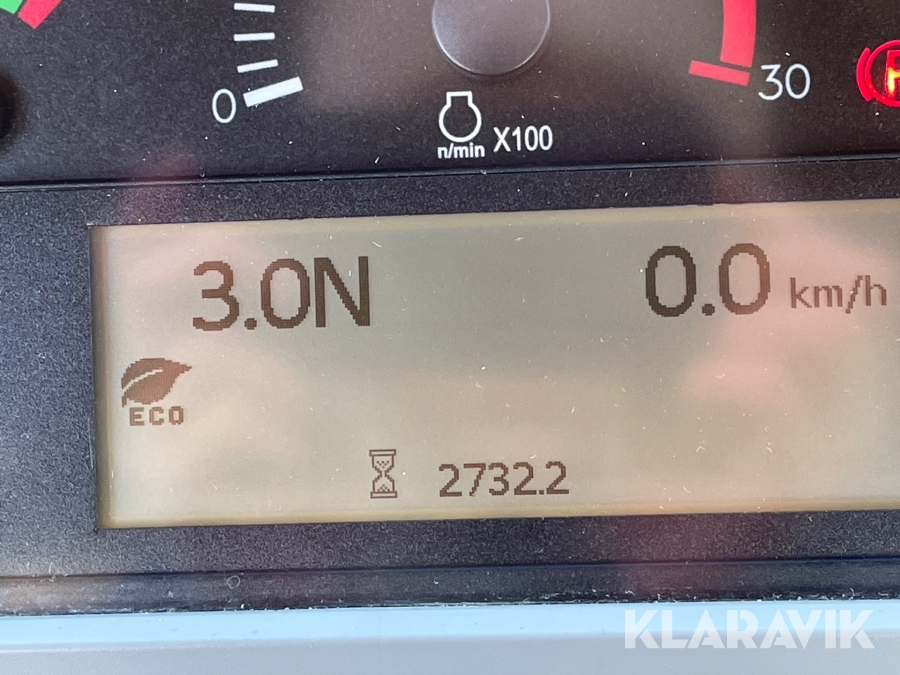 0
30
P
n/min X100
3.0N 0.0 km/h
ECO
2732.2
KLARAVIK